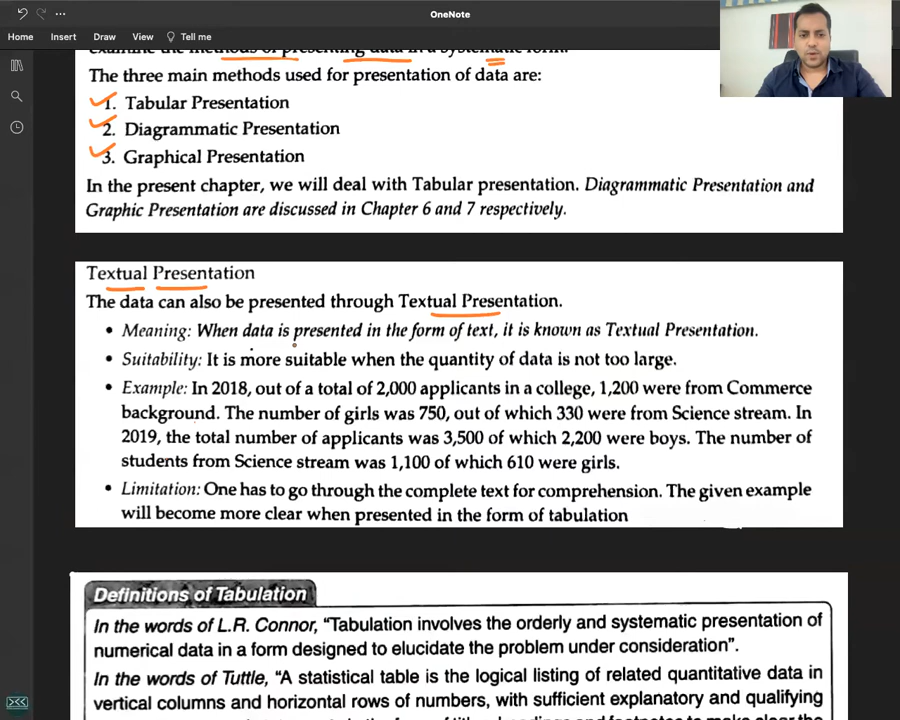 OneNote
Home Insert Draw View Tell me
examine the methods of presenting data in a systematic form.
The three main methods used for presentation of data are:
1. Tabular Presentation
2. Diagrammatic Presentation
3. Graphical Presentation
In the present chapter, we will deal with Tabular presentation. Diagrammatic Presentation and
Graphic Presentation are discussed in Chapter 6 and 7 respectively.
Textual Presentation
The data can also be presented through Textual Presentation.
• Meaning: When data is presented in the form of text, it is known as Textual Presentation.
• Suitability: It is more suitable when the quantity of data is not too large.
• Example: In 2018, out of a total of 2,000 applicants in a college, 1,200 were from Commerce
background. The number of girls was 750, out of which 330 were from Science stream. In
2019, the total number of applicants was 3,500 of which 2,200 were boys. The number of
students from Science stream was 1,100 of which 610 were girls.
• Limitation: One has to go through the complete text for comprehension. The given example
will become more clear when presented in the form of tabulation
Definitions of Tabulation
In the words of L.R. Connor, “Tabulation involves the orderly and systematic presentation of
numerical data in a form designed to elucidate the problem under consideration”.
In the words of Tuttle, “A statistical table is the logical listing of related quantitative data in
vertical columns and horizontal rows of numbers, with sufficient explanatory and qualifying